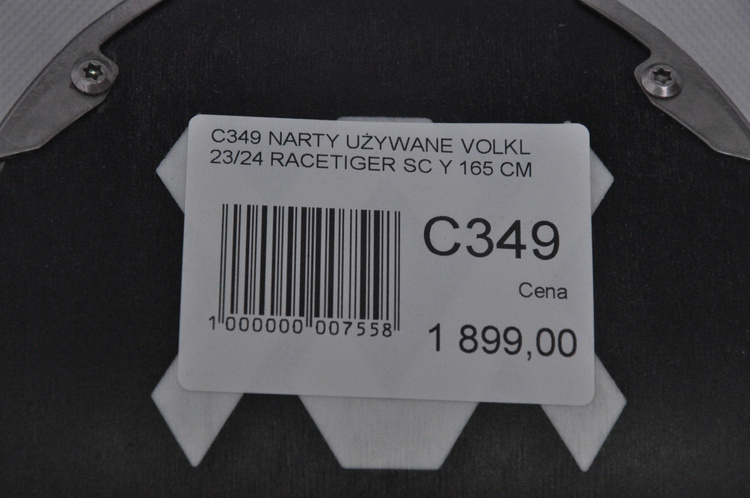 C349 NARTY UŻYWANE VOLKL
23/24 RACETIGER SC Y 165 CM
C349
Cena
1 899,00
1 000000 007558